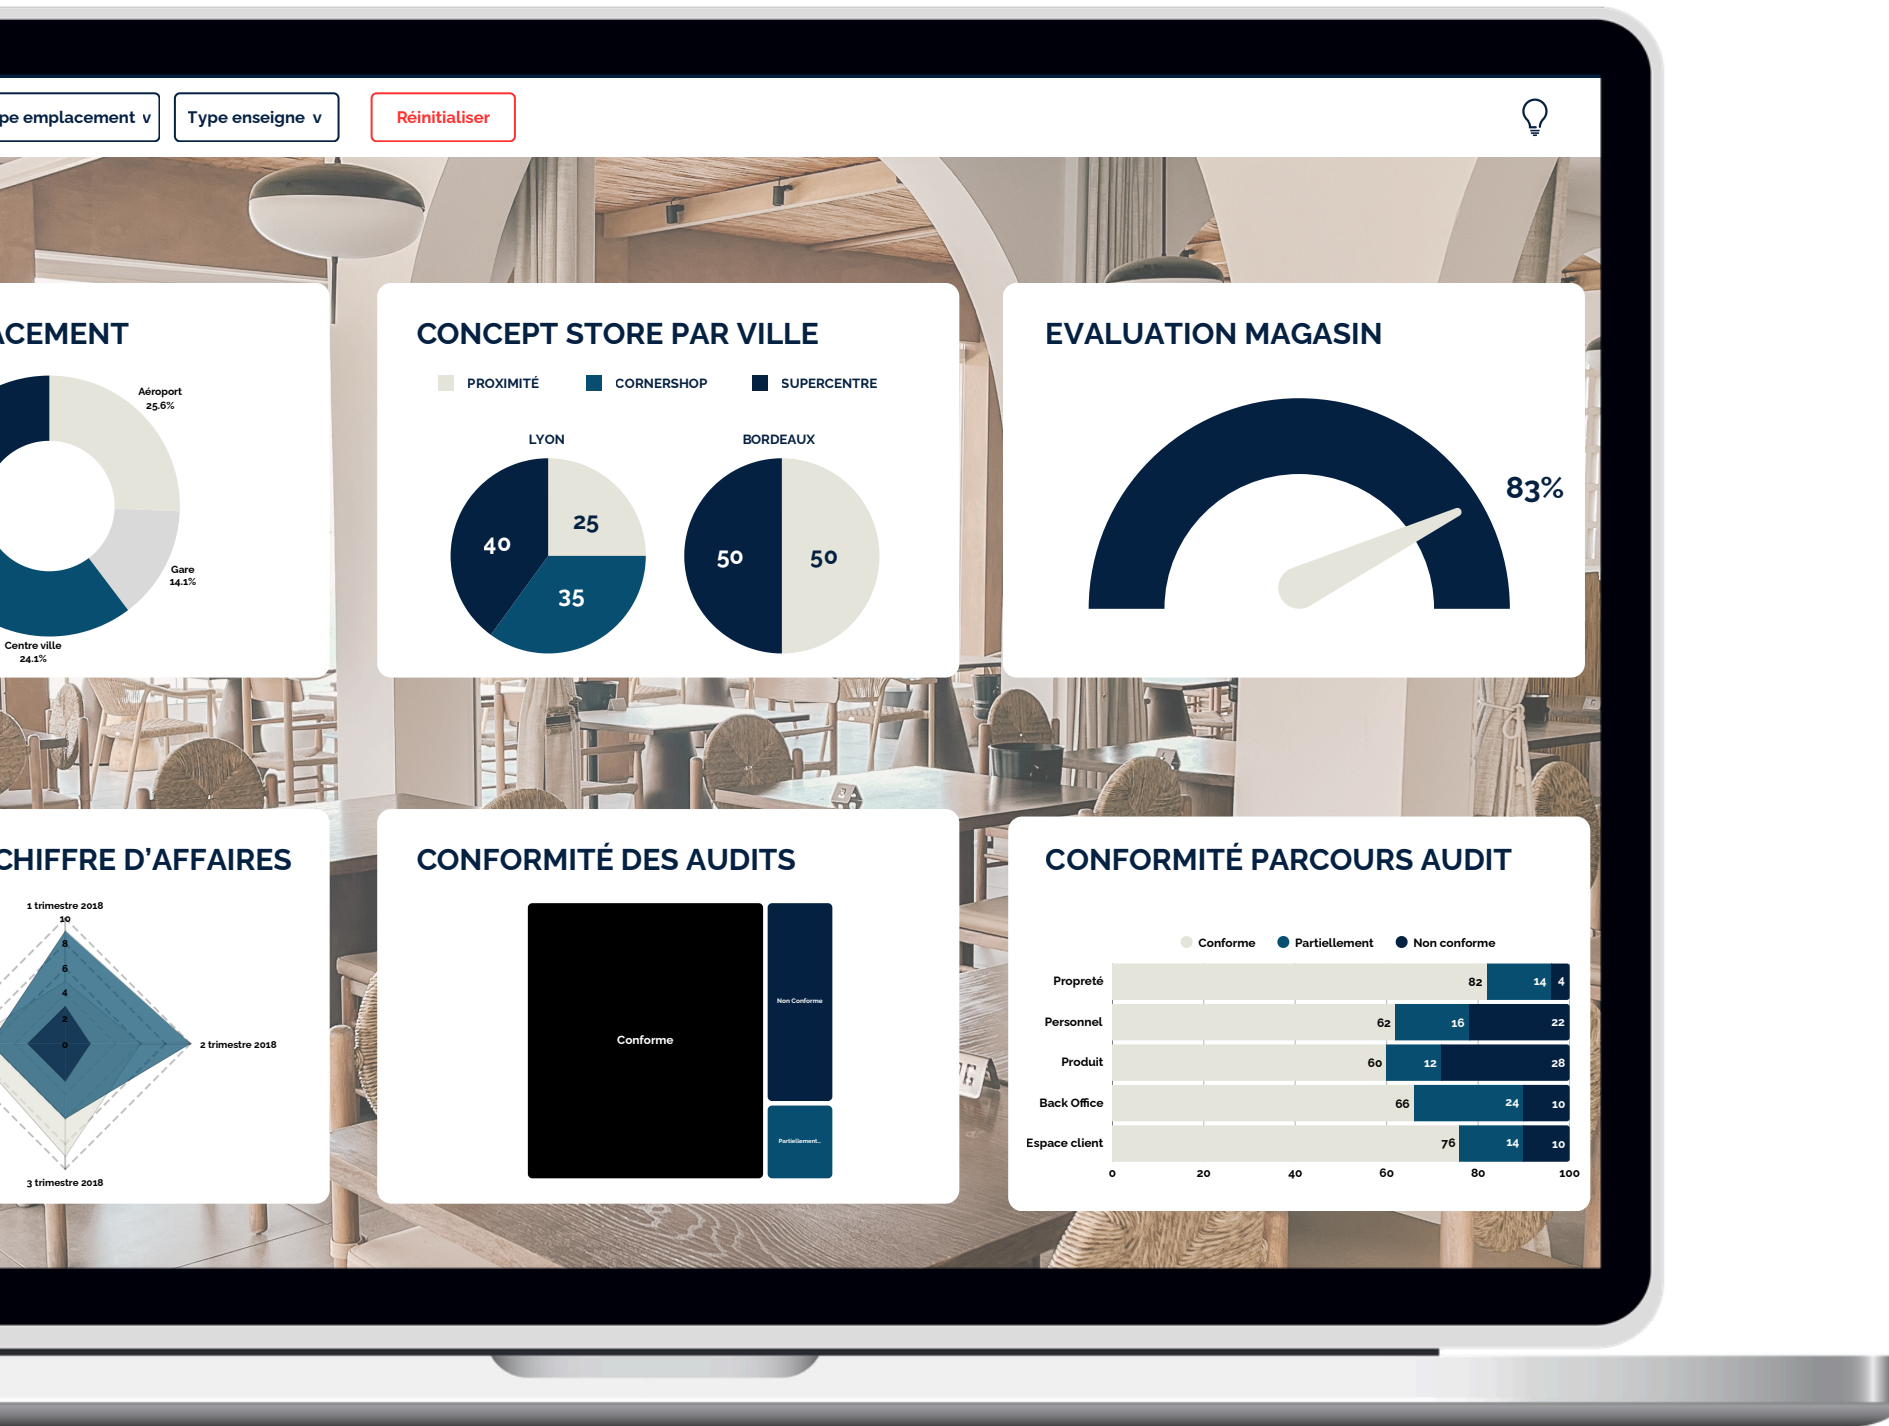 pe emplacement v
Type enseigne v
Réinitialiser
ACEMENT
Aéroport
25.6%
Gare
14.1%
Centre ville
24.1%
CONCEPT STORE PAR VILLE
PROXIMITÉ
CORNERSHOP
SUPERCENTRE
LYON
BORDEAUX
40
25
35
50
50
EVALUATION MAGASIN
83%
CHIFFRE D’AFFAIRES
1 trimestre 2018
10
8
6
4
2
0
2 trimestre 2018
3 trimestre 2018
CONFORMITÉ DES AUDITS
Conforme
Non Conforme
Partiellement...
CONFORMITÉ PARCOURS AUDIT
Conforme
Partiellement
Non conforme
Propreté 82 14 4
Personnel 62 16 22
Produit 60 12 28
Back Office 66 24 10
Espace client 76 14 10
0 20 40 60 80 100